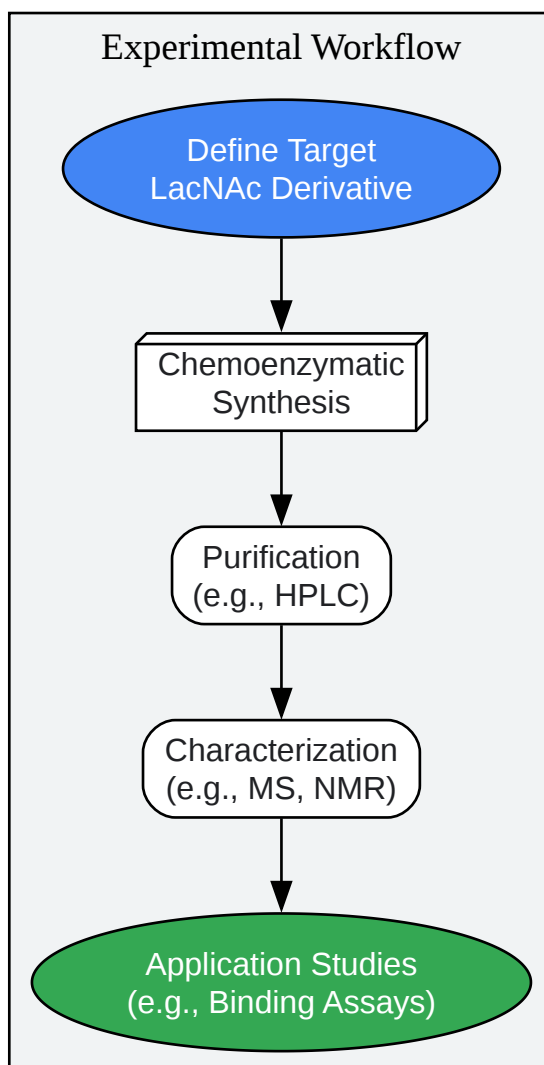 Experimental Workflow
Define Target
LacNAc Derivative
Chemoenzymatic
Synthesis
Purification
(e.g., HPLC)
Characterization
(e.g., MS, NMR)
Application Studies
(e.g., Binding Assays)